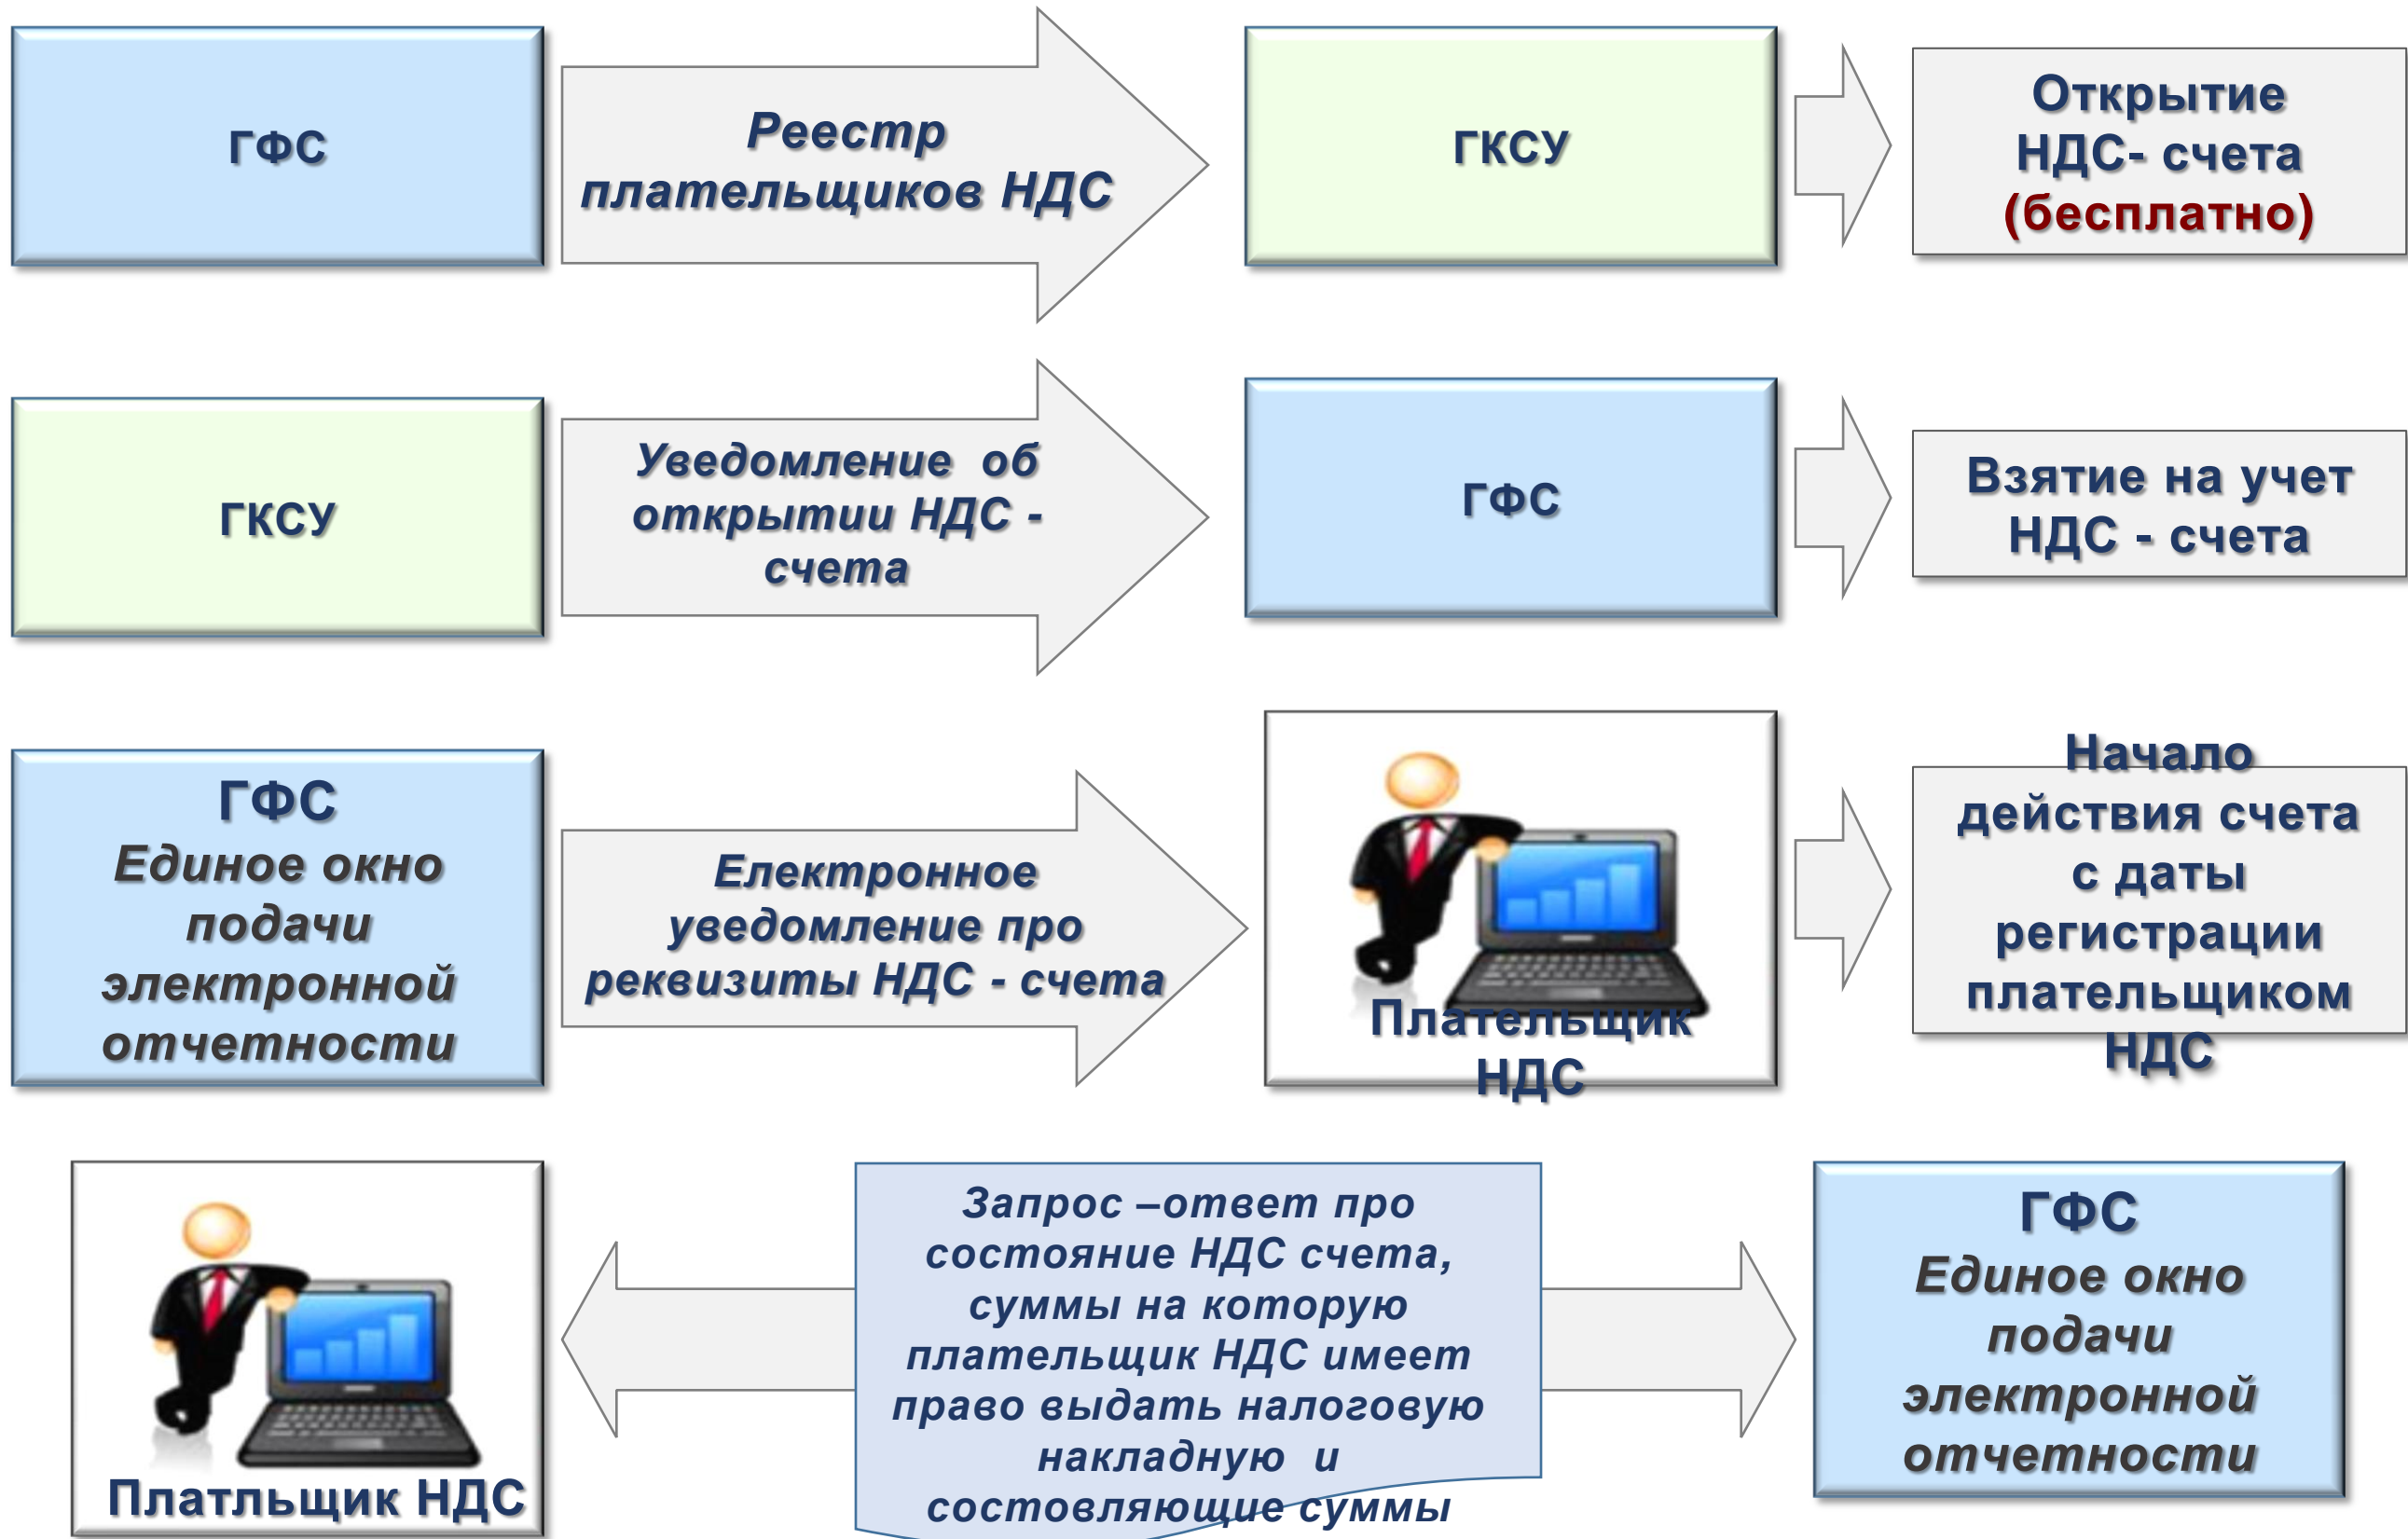 ГФС
Реестр
плательщиков НДС
ГКСУ
Открытие
НДС- счета
(бесплатно)
ГКСУ
Уведомление об
открытии НДС -
счета
ГФС
Взятие на учет
НДС - счета
ГФС
Единое окно
подачи
электронной
отчетности
Електронное
уведомление про
реквизиты НДС - счета
Плательщик
НДС
Начало
действия счета
с даты
регистрации
плательщиком
НДС
Платльщик НДС
Запрос –ответ про
состояние НДС счета,
суммы на которую
плательщик НДС имеет
право выдать налоговую
накладную и
состовляющие суммы
ГФС
Единое окно
подачи
электронной
отчетности